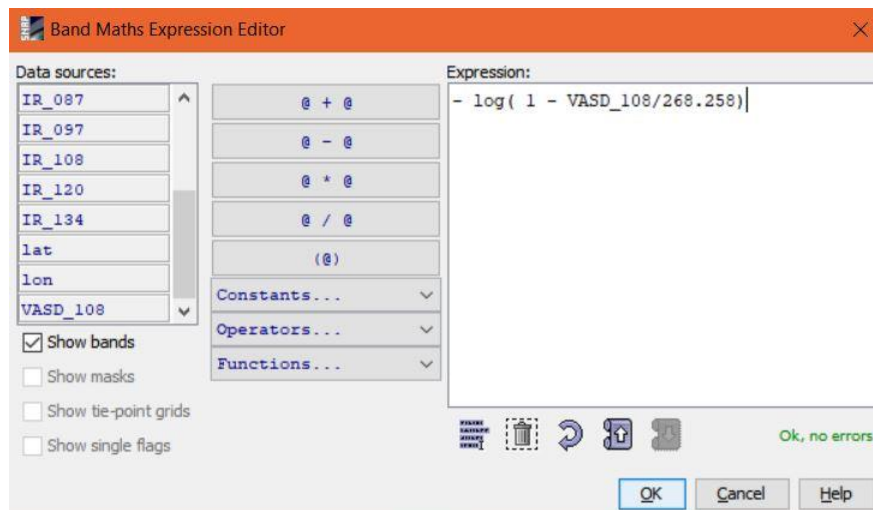 SNAP
Band Maths Expression Editor
Data sources:
IR_087
IR_097
IR_108
IR_120
IR_134
lat
lon
VASD_108
Show bands
Show masks
Show tie-point grids
Show single flags
@ + @
@ - @
@ * @
@ / @
(@)
Constants...
Operators...
Functions...
Expression:
- log( 1 - VASD_108/268.258)
Ok, no errors
OK
Cancel
Help